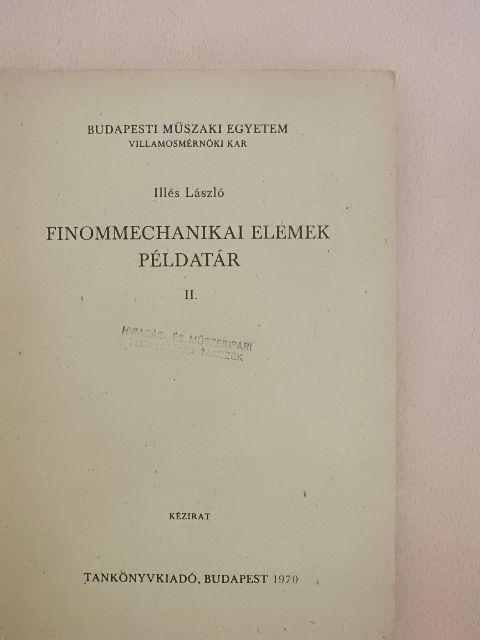 BUDAPESTI MŰSZAKI EGYETEM
VILLAMOSMÉRNÖKI KAR
Illés László
FINOMMECHANIKAI ELEMEK
PÉLDATÁR
II.
HIRADÁS- ÉS MŰSZERIPARI
TECHNOLÓGIA TANSZÉK
KÉZIRAT
TANKÖNYVKIADÓ, BUDAPEST 1970